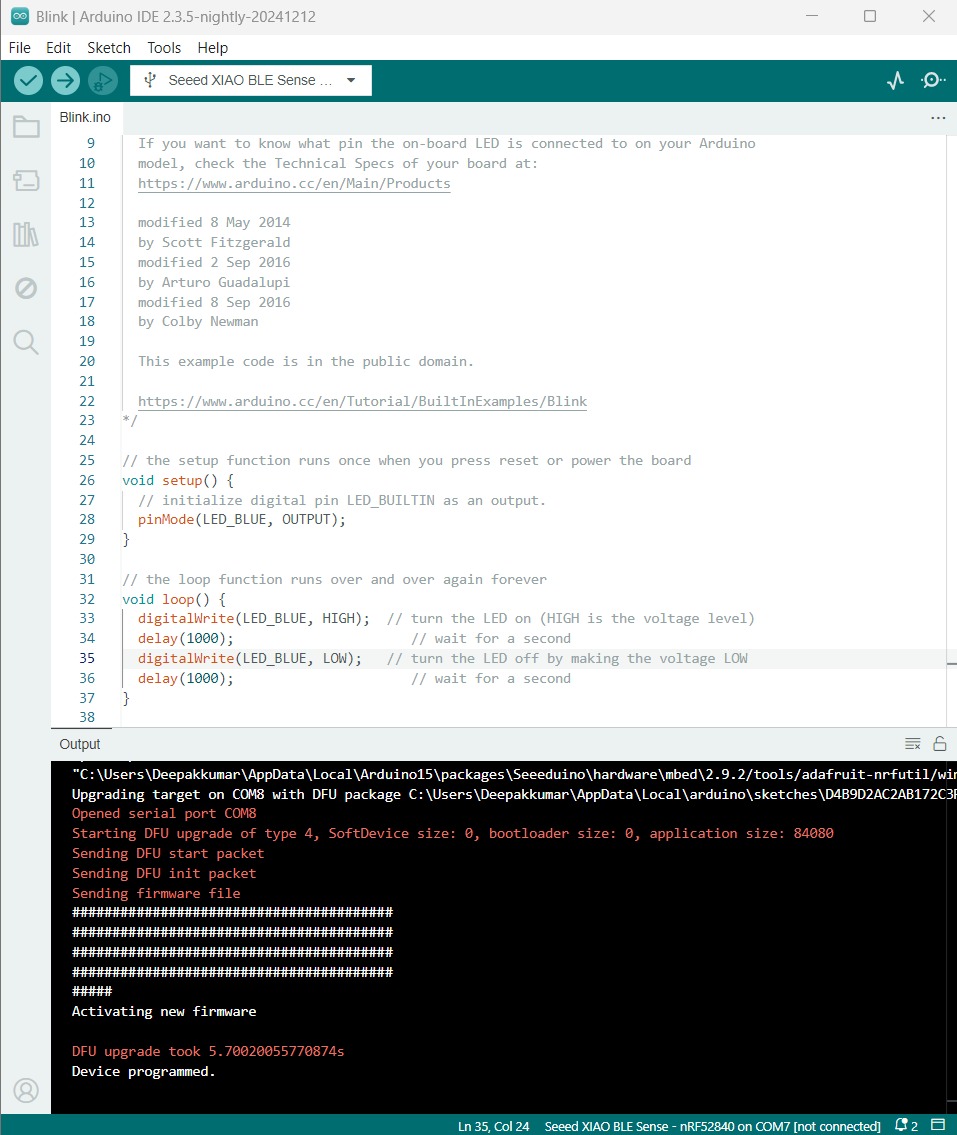 Blink | Arduino IDE 2.3.5-nightly-20241212
File Edit Sketch Tools Help
Seeed XIAO BLE Sense ...
Blink.ino
9 If you want to know what pin the on-board LED is connected to on your Arduino
10 model, check the Technical Specs of your board at:
11 https://www.arduino.cc/en/Main/Products
12
13 modified 8 May 2014
14 by Scott Fitzgerald
15 modified 2 Sep 2016
16 by Arturo Guadalupi
17 modified 8 Sep 2016
18 by Colby Newman
19
20 This example code is in the public domain.
21
22 https://www.arduino.cc/en/Tutorial/BuiltInExamples/Blink
23 */
24
25 // the setup function runs once when you press reset or power the board
26 void setup() {
27 // initialize digital pin LED_BUILTIN as an output.
28 pinMode(LED_BLUE, OUTPUT);
29 }
30
31 // the loop function runs over and over again forever
32 void loop() {
33 digitalWrite(LED_BLUE, HIGH); // turn the LED on (HIGH is the voltage level)
34 delay(1000); // wait for a second
35 digitalWrite(LED_BLUE, LOW); // turn the LED off by making the voltage LOW
36 delay(1000); // wait for a second
37 }
38
Output
"C:\Users\Deepakkumar\AppData\Local\Arduino15\packages\Seeeduino\hardware\mbed\2.9.2/tools/adafruit-nrfutil/wi
Upgrading target on COM8 with DFU package C:\Users\Deepakkumar\AppData\Local\arduino\sketches\D4B9D2AC2AB172C3
Opened serial port COM8
Starting DFU upgrade of type 4, SoftDevice size: 0, bootloader size: 0, application size: 84080
Sending DFU start packet
Sending DFU init packet
Sending firmware file
########################################
########################################
########################################
########################################
#####
Activating new firmware
DFU upgrade took 5.70020055770874s
Device programmed.
Ln 35, Col 24 Seeed XIAO BLE Sense - nRF52840 on COM7 [not connected] 2